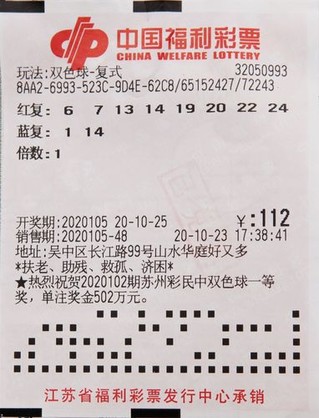 中国福利彩票
CHINA WELFARE LOTTERY
玩法:双色球-复式 32050993
8AA2-6993-523C-9D4E-62C8/65152427/72243
红复: 6 7 13 14 19 20 22 24
蓝复: 1 14
倍数:1
开奖期:2020105 20-10-25 ¥:112
销售期:2020105-48 20-10-23 17:38:41
地址:吴中区长江路99号山水华庭好又多
*扶老、助残、救孤、济困*
★热烈祝贺2020102期苏州彩民中双色球一等
奖，单注奖金502万元。
江苏省福利彩票发行中心承销